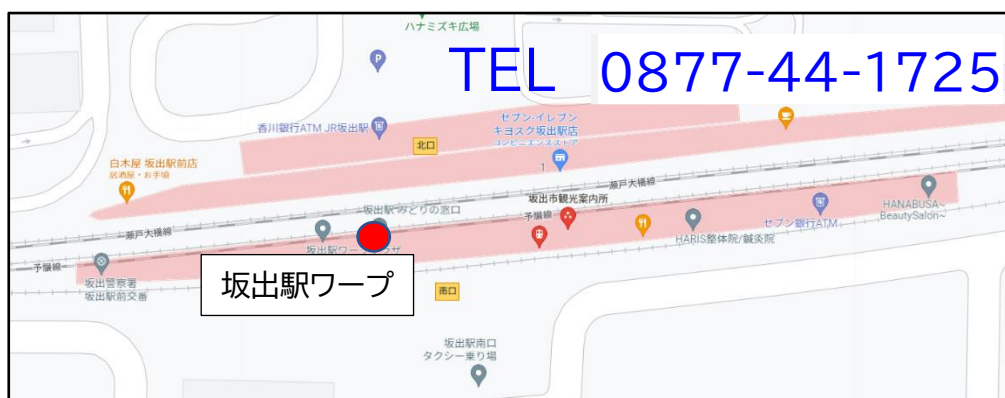 ハナミズキ広場
TEL 0877-44-1725
P
香川銀行ATM JR坂出駅
北口
セブン-イレブン
キヨスク坂出駅店
コンビニエンスストア
1
白木屋 坂出駅前店
居酒屋・お手頃
瀬戸大橋線
坂出市観光案内所
坂出駅 みどりの窓口
予讃線
HANABUSA~
BeautySalon~
セブン銀行ATM
HARIS整体院/鍼灸院
瀬戸大橋線
坂出駅ワープ
予讃線
坂出警察署
坂出駅前交番
坂出駅ワープ
南口
坂出駅南口
タクシー乗り場